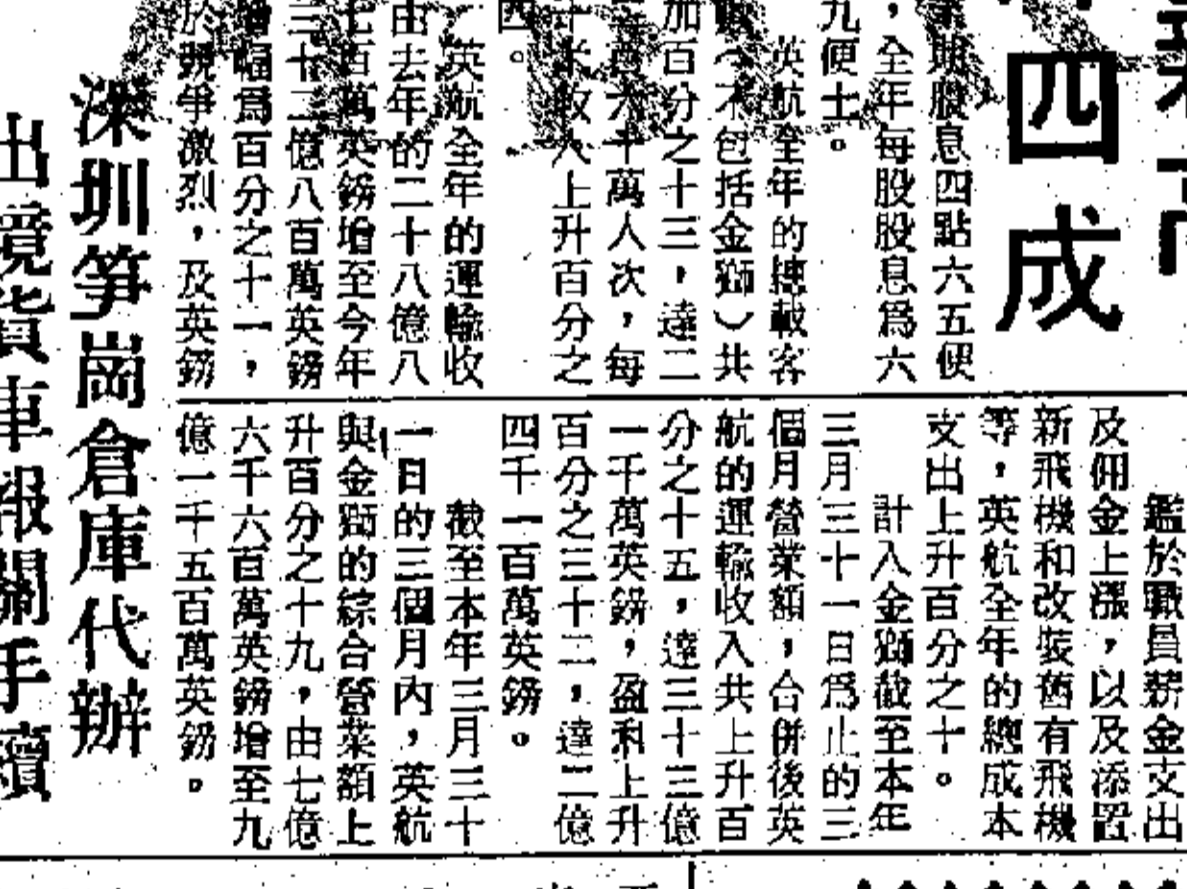 四成
期股息四點六五便
，全年每股股息爲六
九便士。
英航全年的總載客
（不包括金獅）共
加百分之十三，達二
萬六千萬人次，每
收入上升百分之
四。
英航全年的運輸收
由去年的二十八億八
七百萬英鎊增至今年
三十二億八百萬英鎊
增幅爲百分之十一，
於競爭激烈，及英鎊
鑑於職員薪金支出
及佣金上漲，以及添置
新飛機和改裝舊有飛機
等，英航全年的總成本
支出上升百分之十。
計入金獅截至本年
三月三十一日爲止的三
個月營業額，合併後英
航的運輸收入共上升百
分之十五，達三十三億
一千萬英鎊，盈利上升
百分之三十二，達二億
四千一百萬英鎊。
截至本年三月三十
一日的三個月內，英航
與金獅的綜合營業額上
升百分之十九，由七億
六千六百萬英鎊增至九
億一千五百萬英鎊。
深圳笋崗倉庫代辦
出境貨車報關手續